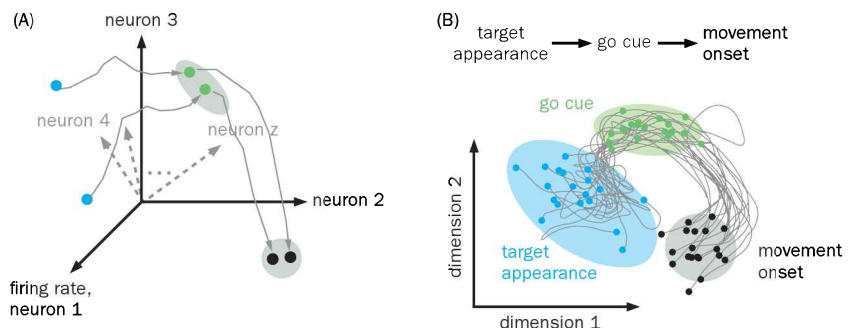 (A)
neuron 3
neuron 4
neuron z
neuron 2
firing rate,
neuron 1
(B)
target
appearance
go cue
movement
onset
go cue
dimension 2
target
appearance
movement
onset
dimension 1